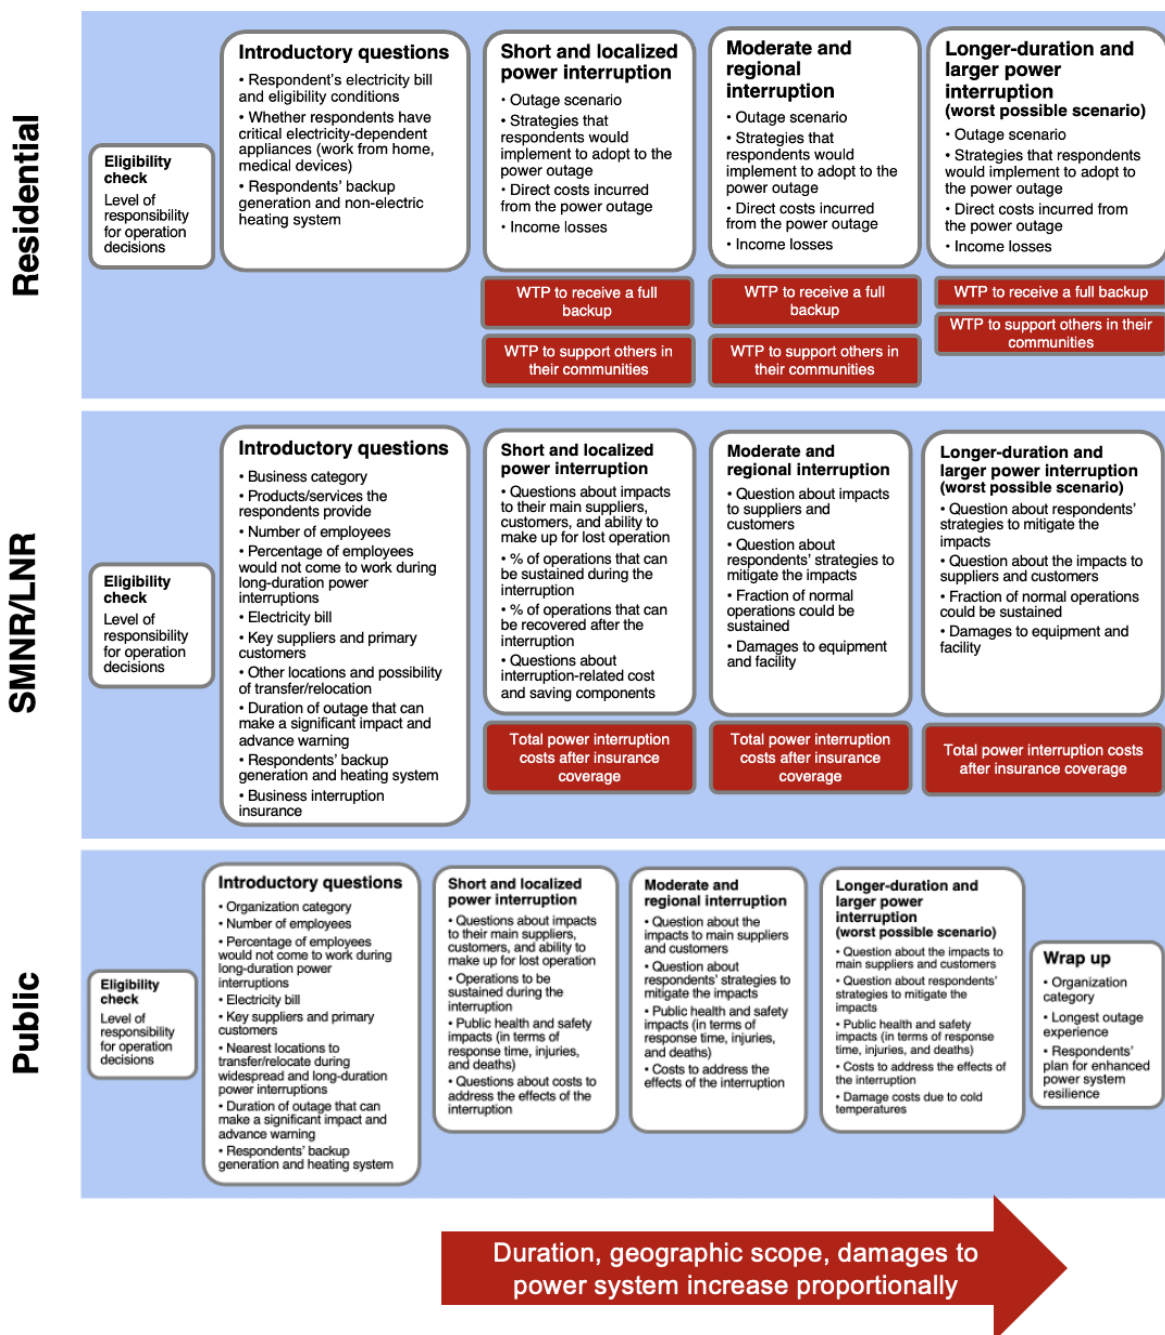 Residential
Eligibility
check
Level of
responsibility
for operation
decisions
Introductory questions
• Respondent's electricity bill
and eligibility conditions
• Whether respondents have
critical electricity-dependent
appliances (work from home,
medical devices)
• Respondents' backup
generation and non-electric
heating system
Short and localized
power interruption
• Outage scenario
• Strategies that
respondents would
implement to adopt to the
power outage
• Direct costs incurred
from the power outage
• Income losses
WTP to receive a full
backup
WTP to support others in
their communities
Moderate and
regional
interruption
• Outage scenario
• Strategies that
respondents would
implement to adopt to the
power outage
• Direct costs incurred
from the power outage
• Income losses
WTP to receive a full
backup
WTP to support others in
their communities
Longer-duration and
larger power
interruption
(worst possible scenario)
• Outage scenario
• Strategies that respondents
would implement to adopt to
the power outage
• Direct costs incurred from
the power outage
• Income losses
WTP to receive a full backup
WTP to support others in their
communities
SMNR/LNR
Eligibility
check
Level of
responsibility
for operation
decisions
Introductory questions
• Business category
• Products/services the
respondents provide
• Number of employees
• Percentage of employees
would not come to work during
long-duration power
interruptions
• Electricity bill
• Key suppliers and primary
customers
• Other locations and possibility
of transfer/relocation
• Duration of outage that can
make a significant impact and
advance warning
• Respondents' backup
generation and heating system
• Business interruption
insurance
Short and localized
power interruption
• Questions about impacts
to their main suppliers,
customers, and ability to
make up for lost operation
• % of operations that can
be sustained during the
interruption
• % of operations that can
be recovered after the
interruption
• Questions about
interruption-related cost
and saving components
Total power interruption
costs after insurance
coverage
Moderate and
regional interruption
• Question about impacts
to suppliers and
customers
• Question about
respondents' strategies to
mitigate the impacts
• Fraction of normal
operations could be
sustained
• Damages to equipment
and facility
Total power interruption
costs after insurance
coverage
Longer-duration and
larger power interruption
(worst possible scenario)
• Question about respondents'
strategies to mitigate the
impacts
• Question about the impacts to
suppliers and customers
• Fraction of normal operations
could be sustained
• Damages to equipment and
facility
Total power interruption costs
after insurance coverage
Public
Eligibility
check
Level of
responsibility
for operation
decisions
Introductory questions
• Organization category
• Number of employees
• Percentage of employees
would not come to work during
long-duration power
interruptions
• Electricity bill
• Key suppliers and primary
customers
• Nearest locations to
transfer/relocate during
widespread and long-duration
power interruptions
• Duration of outage that can
make a significant impact and
advance warning
• Respondents' backup
generation and heating system
Short and localized
power interruption
• Questions about impacts
to their main suppliers,
customers, and ability to
make up for lost operation
• Operations to be
sustained during the
interruption
• Public health and safety
impacts (in terms of
response time, injuries,
and deaths)
• Questions about costs to
address the effects of the
interruption
Moderate and
regional interruption
• Question about the
impacts to main suppliers
and customers
• Question about
respondents' strategies to
mitigate the impacts
• Public health and safety
impacts (in terms of
response time, injuries,
and deaths)
• Costs to address the
effects of the interruption
Longer-duration and
larger power
interruption
(worst possible scenario)
• Question about the impacts to
main suppliers and customers
• Question about respondents'
strategies to mitigate the
impacts
• Public health and safety
impacts (in terms of response
time, injuries, and deaths)
• Costs to address the effects of
the interruption
• Damage costs due to cold
temperatures
Wrap up
• Organization
category
• Longest outage
experience
• Respondents'
plan for enhanced
power system
resilience
Duration, geographic scope, damages to
power system increase proportionally